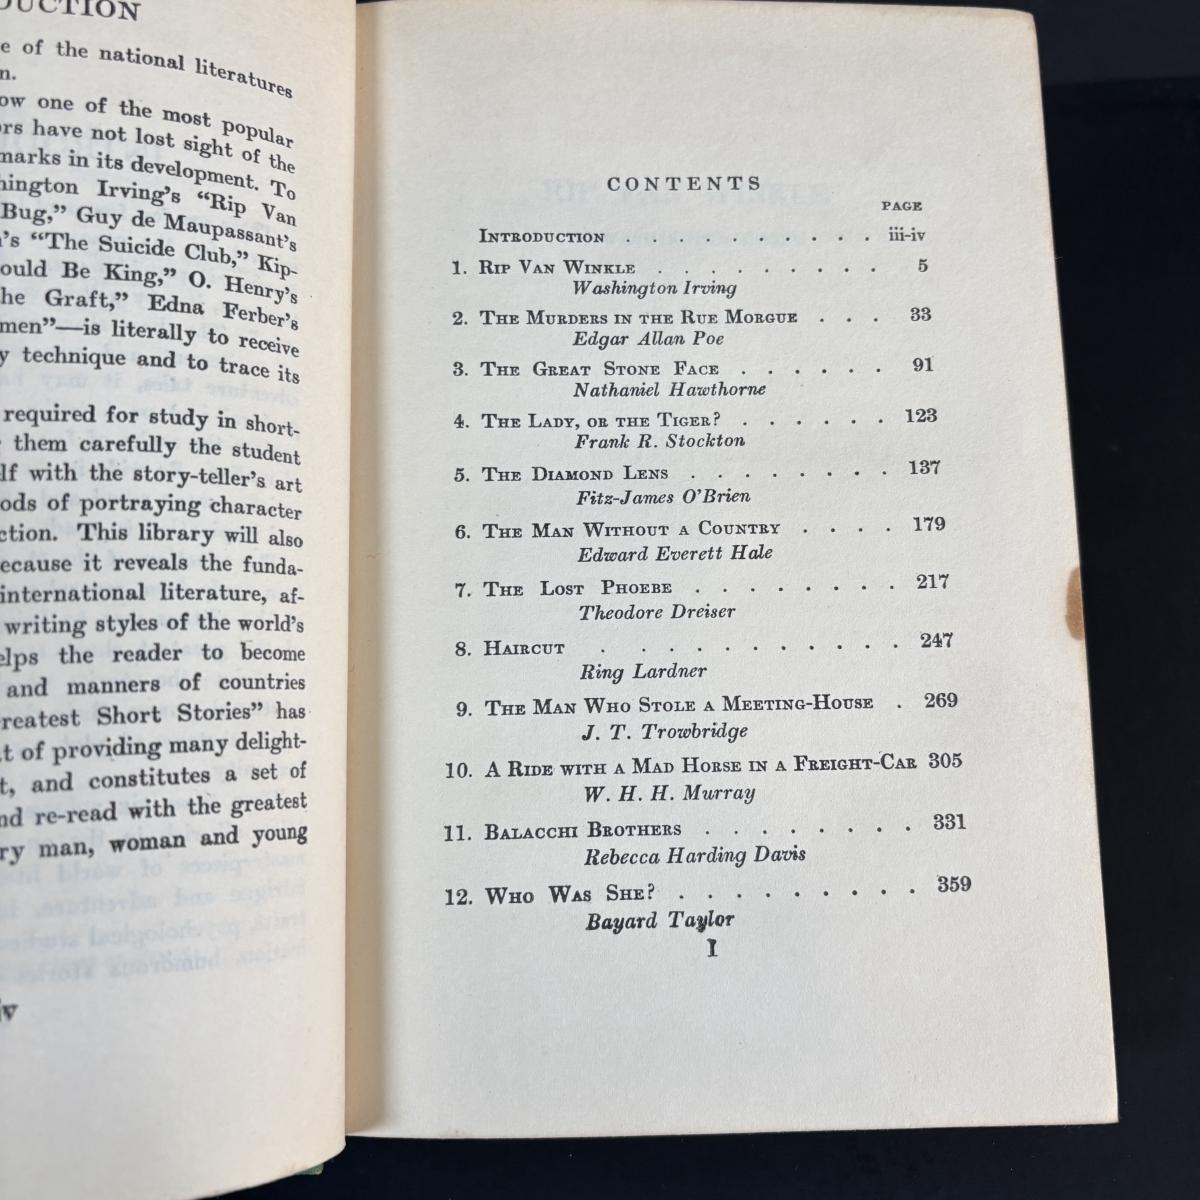 e of the national literatures
n.
ow one of the most popular
ors have not lost sight of the
marks in its development. To
hington Irving's "Rip Van
Bug," Guy de Maupassant's
's "The Suicide Club," Kip-
ould Be King," O. Henry's
he Graft," Edna Ferber's
men"—is literally to receive
y technique and to trace its
required for study in short-
them carefully the student
lf with the story-teller's art
ods of portraying character
ction. This library will also
ecause it reveals the funda-
international literature, af-
writing styles of the world's
elps the reader to become
and manners of countries
reatest Short Stories" has
t of providing many delight-
t, and constitutes a set of
nd re-read with the greatest
ry man, woman and young
iv
CONTENTS
PAGE
INTRODUCTION . . . . . . . . . . iii-iv
1. RIP VAN WINKLE . . . . . . . . 5
Washington Irving
2. THE MURDERS IN THE RUE MORGUE . . . 33
Edgar Allan Poe
3. THE GREAT STONE FACE . . . . . . 91
Nathaniel Hawthorne
4. THE LADY, OR THE TIGER? . . . . . . 123
Frank R. Stockton
5. THE DIAMOND LENS . . . . . . . . 137
Fitz-James O'Brien
6. THE MAN WITHOUT A COUNTRY . . . . 179
Edward Everett Hale
7. THE LOST PHOEBE . . . . . . . . 217
Theodore Dreiser
8. HAIRCUT . . . . . . . . . . . 247
Ring Lardner
9. THE MAN WHO STOLE A MEETING-HOUSE . 269
J. T. Trowbridge
10. A RIDE WITH A MAD HORSE IN A FREIGHT-CAR 305
W. H. H. Murray
11. BALACCHI BROTHERS . . . . . . . . 331
Rebecca Harding Davis
12. WHO WAS SHE? . . . . . . . . . 359
Bayard Taylor
I